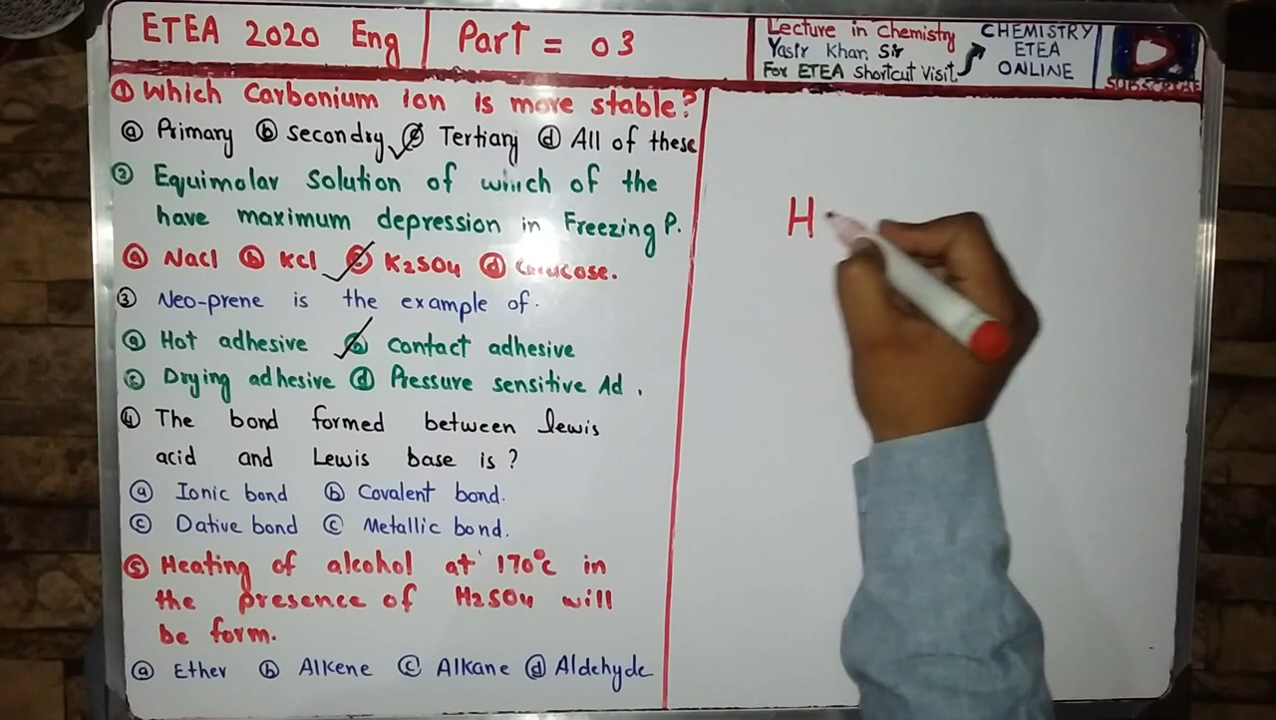 ETEA 2020 Eng
Part = 03
Lecture in Chemistry
Yasir Khan Sir
For ETEA shortcut Visit.
CHEMISTRY
ETEA
ONLINE
SUBSCRIBE
① Which Carbonium ion is more stable?
ⓐ Primary ⓑ secondry ⓒ Tertiary ⓓ All of these
② Equimolar solution of which of the
have maximum depression in Freezing P.
ⓐ Nacl ⓑ Kcl ⓒ K2SO4 ⓓ
③ Neo-prene is the example of.
ⓐ Hot adhesive ⓑ contact adhesive
ⓒ Drying adhesive ⓓ Pressure sensitive Ad.
④ The bond formed between lewis
acid and Lewis base is?
ⓐ Ionic bond ⓑ Covalent bond.
ⓒ Dative bond ⓒ Metallic bond.
⑤ Heating of alcohol at 170°c in
the presence of H2SO4 will
be form.
ⓐ Ether ⓑ Alkene ⓒ Alkane ⓓ Aldehyde
H